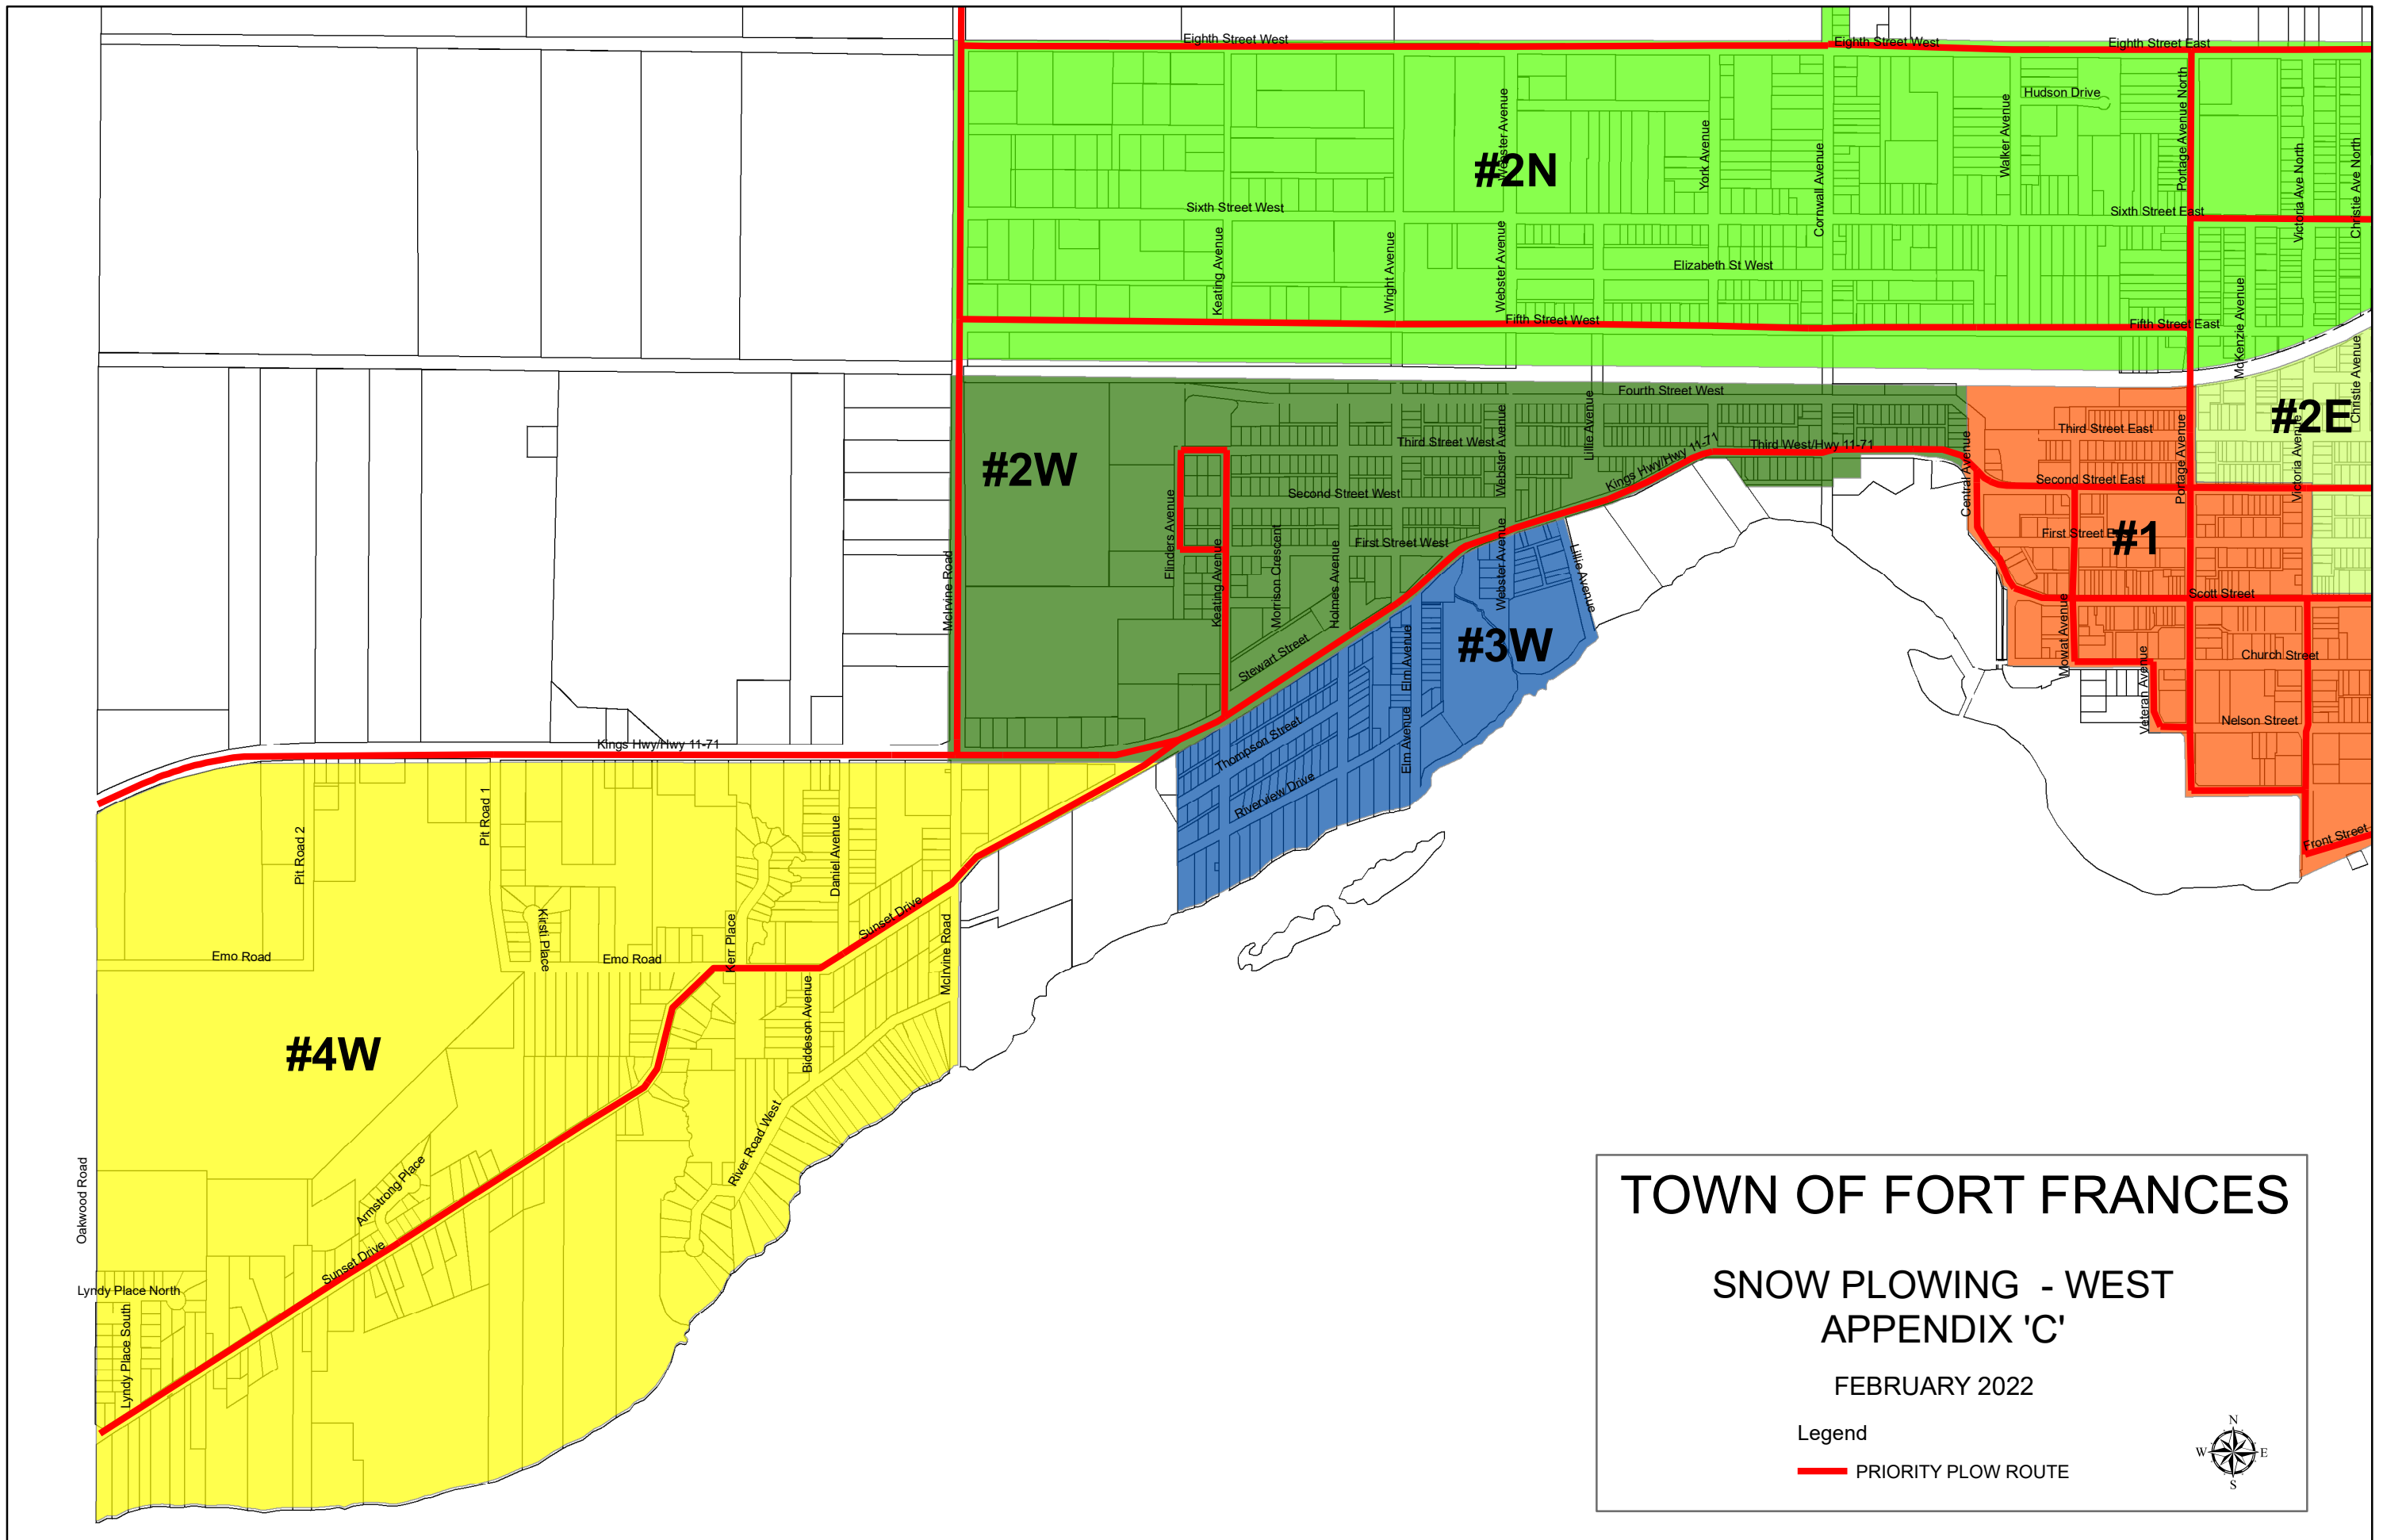 Eighth Street West
Eighth Street West
Eighth Street East
Hudson Drive
Webster Avenue
#2N
York Avenue
Cornwall Avenue
Walker Avenue
Portage Avenue North
Victoria Ave North
Christie Ave North
Sixth Street West
Sixth Street East
Keating Avenue
Wright Avenue
Webster Avenue
Elizabeth St West
McKenzie Avenue
Fifth Street West
Fifth Street East
Christie Avenue
Fourth Street West
#2E
Lillie Avenue
Third Street West
Webster Avenue
Kings Hwy/Hwy 11-71
Third West/Hwy 11-71
Third Street East
Portage Avenue
Victoria Avenue
#2W
Second Street West
Central Avenue
Second Street East
Flinders Avenue
First Street West
First Street East
#1
McIrvine Road
Keating Avenue
Morrison Crescent
Holmes Avenue
Webster Avenue
Lillie Avenue
Scott Street
#3W
Stewart Street
Elm Avenue
Mowat Avenue
Church Street
Veteran Avenue
Nelson Street
Kings Hwy/Hwy 11-71
Thompson Street
Elm Avenue
Riverview Drive
Front Street
Pit Road 2
Pit Road 1
Daniel Avenue
Sunset Drive
Kirsti Place
Kerr Place
McIrvine Road
Emo Road
Emo Road
#4W
Biddeson Avenue
River Road West
Oakwood Road
Armstrong Place
Sunset Drive
Lyndy Place North
Lyndy Place South
TOWN OF FORT FRANCES
SNOW PLOWING - WEST
APPENDIX 'C'
FEBRUARY 2022
Legend
PRIORITY PLOW ROUTE
N
W
E
S